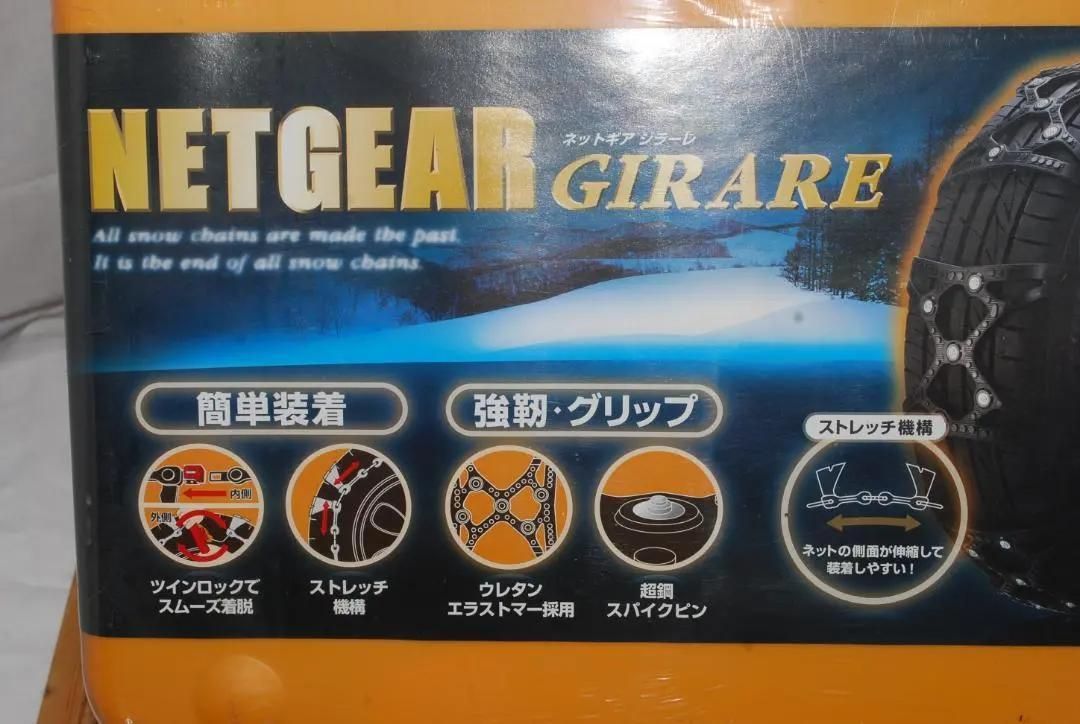 NETGEAR
ネットギア ジラーレ
GIRARE
All snow chains are made the past.
It is the end of all snow chains.
簡単装着
強靭・グリップ
ストレッチ機構
内側
外側
ツインロックで
スムーズ着脱
ストレッチ
機構
ウレタン
エラストマー採用
超鋼
スパイクピン
ネットの側面が伸縮して
装着しやすい!